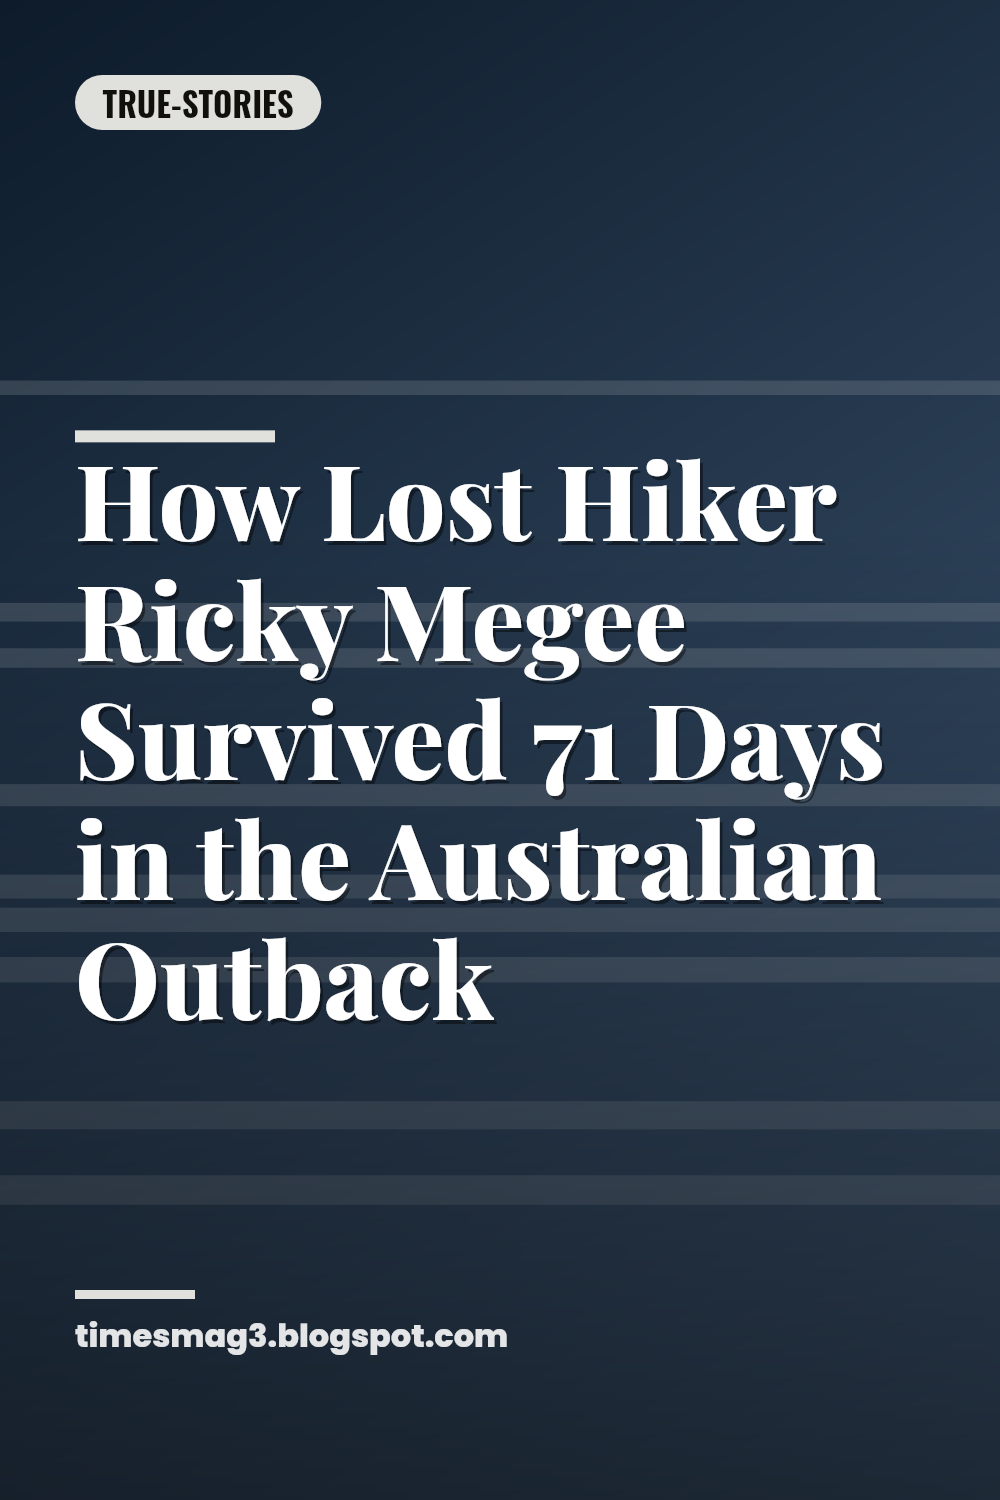 TRUE-STORIES
How Lost Hiker
Ricky Megee
Survived 71 Days
in the Australian
Outback
timesmag3.blogspot.com